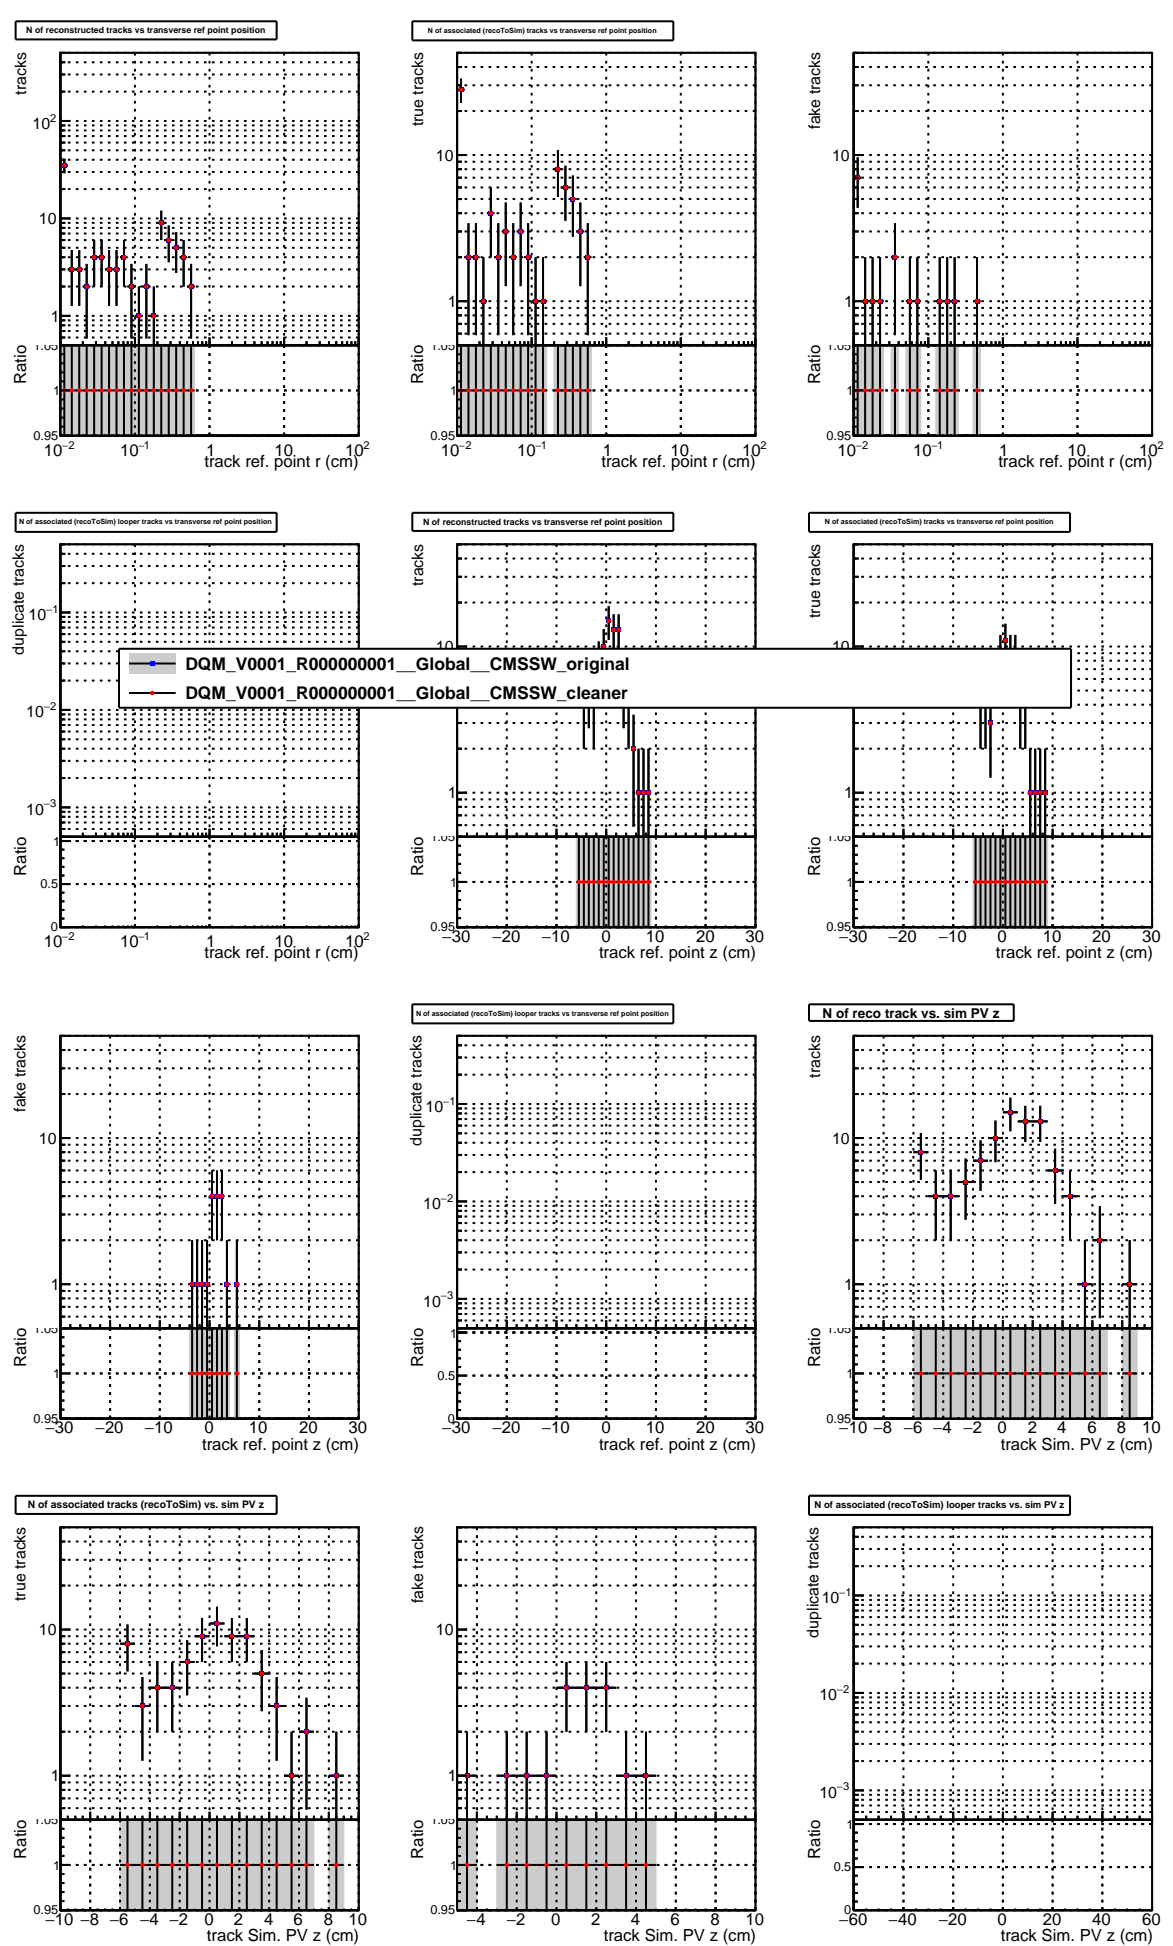 N of reconstructed tracks vs transverse ref point position
tracks
10²
10
1
Ratio
1.05
1
0.95
10⁻² 10⁻¹ 1 10 10²
track ref. point r (cm)
N of associated (recoToSim) tracks vs transverse ref point position
true tracks
10
1
Ratio
1.05
1
0.95
10⁻² 10⁻¹ 1 10 10²
track ref. point r (cm)
fake tracks
10
1
Ratio
1.05
1
0.95
10⁻² 10⁻¹ 1 10 10²
track ref. point r (cm)
N of associated (recoToSim) looper tracks vs transverse ref point position
duplicate tracks
10⁻¹
10⁻²
10⁻³
Ratio
1
0.5
0
10⁻² 10⁻¹ 1 10 10²
track ref. point r (cm)
N of reconstructed tracks vs transverse ref point position
tracks
10
1
Ratio
1.05
1
0.95
−30 −20 −10 0 10 20 30
track ref. point z (cm)
N of associated (recoToSim) tracks vs transverse ref point position
true tracks
10
1
Ratio
1.05
1
0.95
−30 −20 −10 0 10 20 30
track ref. point z (cm)
DQM_V0001_R000000001__Global__CMSSW_original
DQM_V0001_R000000001__Global__CMSSW_cleaner
fake tracks
10
1
Ratio
1.05
1
0.95
−30 −20 −10 0 10 20 30
track ref. point z (cm)
N of associated (recoToSim) looper tracks vs transverse ref point position
duplicate tracks
10⁻¹
10⁻²
10⁻³
Ratio
1
0.5
0
−30 −20 −10 0 10 20 30
track ref. point z (cm)
N of reco track vs. sim PV z
tracks
10
1
Ratio
1.05
1
0.95
−10 −8 −6 −4 −2 0 2 4 6 8 10
track Sim. PV z (cm)
N of associated tracks (recoToSim) vs. sim PV z
true tracks
10
1
Ratio
1.05
1
0.95
−10 −8 −6 −4 −2 0 2 4 6 8 10
track Sim. PV z (cm)
fake tracks
10
1
Ratio
1.05
1
0.95
−4 −2 0 2 4 6 8 10
track Sim. PV z (cm)
N of associated (recoToSim) looper tracks vs. sim PV z
duplicate tracks
10⁻¹
10⁻²
10⁻³
Ratio
1
0.5
0
−60 −40 −20 0 20 40 60
track Sim. PV z (cm)